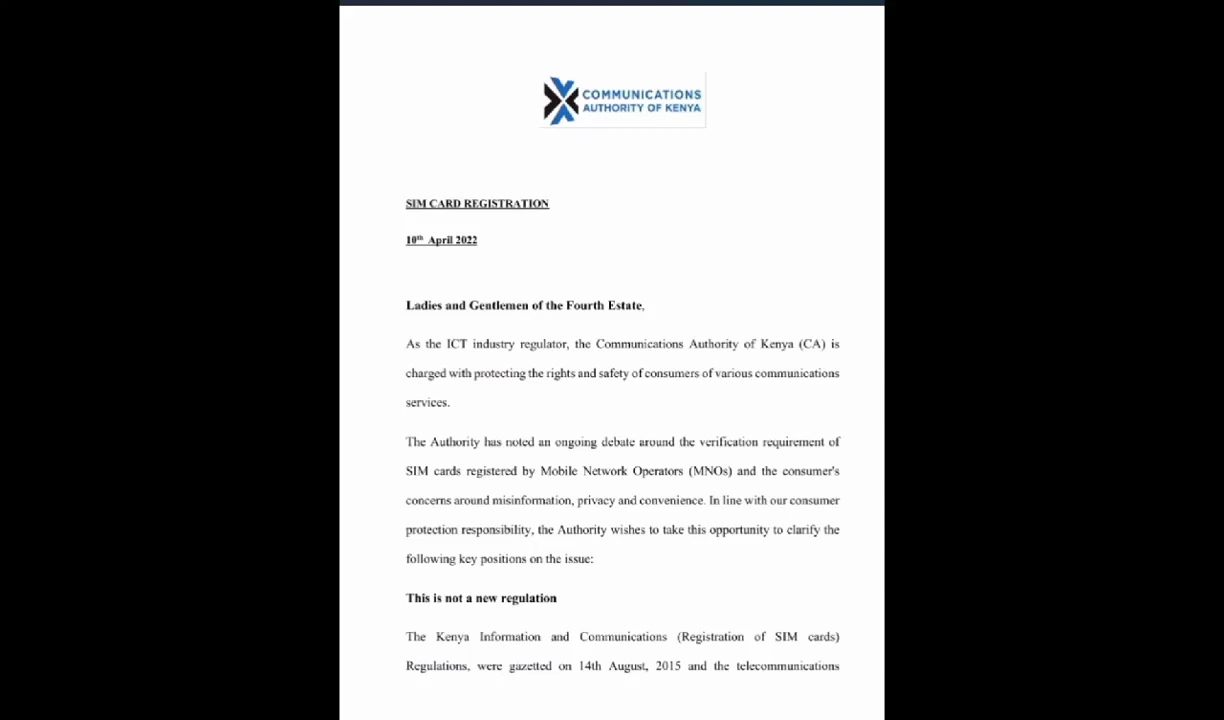 COMMUNICATIONS
AUTHORITY OF KENYA
SIM CARD REGISTRATION
10th April 2022
Ladies and Gentlemen of the Fourth Estate,
As the ICT industry regulator, the Communications Authority of Kenya (CA) is
charged with protecting the rights and safety of consumers of various communications
services.
The Authority has noted an ongoing debate around the verification requirement of
SIM cards registered by Mobile Network Operators (MNOs) and the consumer's
concerns around misinformation, privacy and convenience. In line with our consumer
protection responsibility, the Authority wishes to take this opportunity to clarify the
following key positions on the issue:
This is not a new regulation
The Kenya Information and Communications (Registration of SIM cards)
Regulations, were gazetted on 14th August, 2015 and the telecommunications